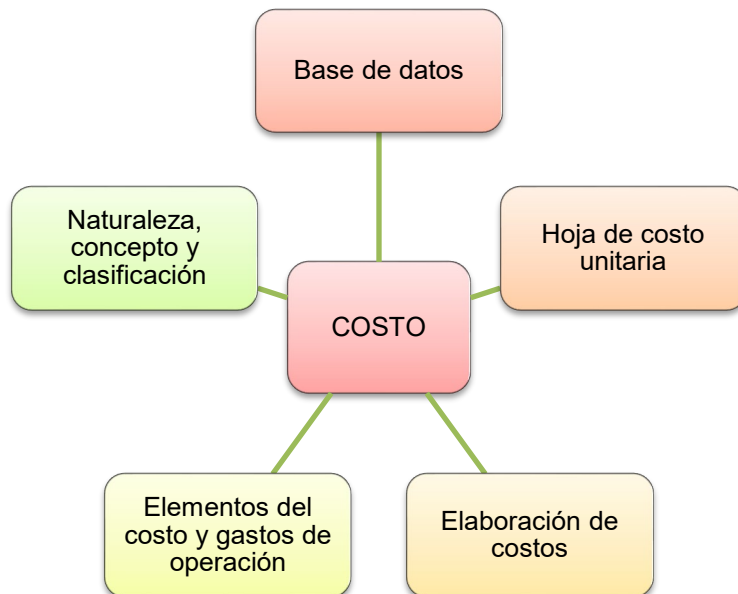 Base de datos
Naturaleza,
concepto y
clasificación
Hoja de costo
unitaria
COSTO
Elementos del
costo y gastos de
operación
Elaboración de
costos